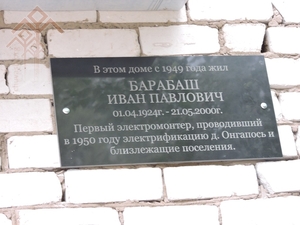 В этом доме с 1949 года жил
БАРАБАШ
ИВАН ПАВЛОВИЧ
01.04.1924г. - 21.05.2000г.
Первый электромонтер, проводивший
в 1950 году электрификацию д. Онгапось и
близлежащие поселения.